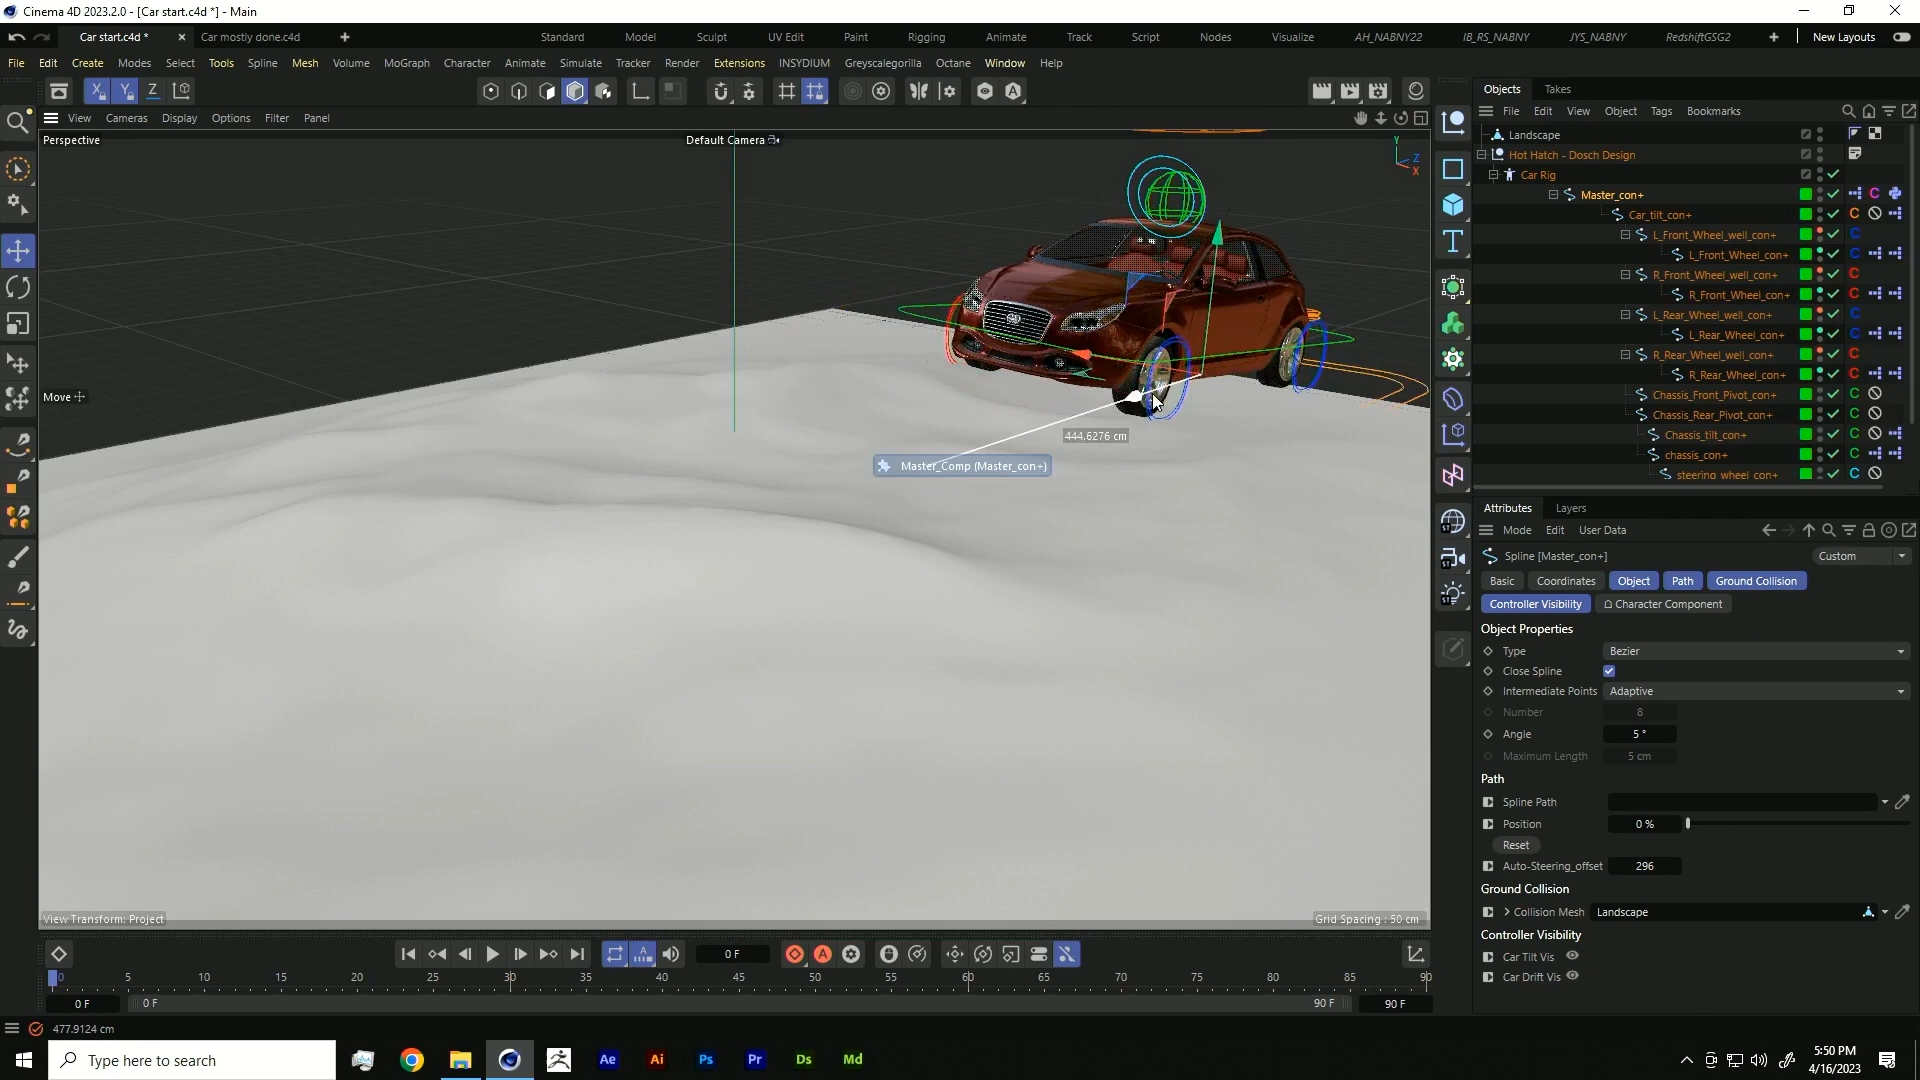 Cinema 4D 2023.2.0 - [Car start.c4d *] - Main
Car start.c4d * × Car mostly done.c4d + Standard Model Sculpt UV Edit Paint Rigging Animate Track Script Nodes Visualize AH_NABNY22 IB_RS_NABNY JYS_NABNY RedshiftGSG2 + New Layouts
File Edit Create Modes Select Tools Spline Mesh Volume MoGraph Character Animate Simulate Tracker Render Extensions INSYDIUM Greyscalegorilla Octane Window Help
X Y Z
Objects Takes
View Cameras Display Options Filter Panel
File Edit View Object Tags Bookmarks
Perspective
Default Camera
Y
Z
X
Landscape
Hot Hatch - Dosch Design
Car Rig
Master_con+
Car_tilt_con+
L_Front_Wheel_well_con+
L_Front_Wheel_con+
R_Front_Wheel_well_con+
R_Front_Wheel_con+
L_Rear_Wheel_well_con+
L_Rear_Wheel_con+
R_Rear_Wheel_well_con+
R_Rear_Wheel_con+
Chassis_Front_Pivot_con+
Chassis_Rear_Pivot_con+
Chassis_tilt_con+
chassis_con+
steering_wheel_con+
Move
444.6276 cm
Master_Comp (Master_con+)
Attributes Layers
Mode Edit User Data
Spline [Master_con+]
Custom
Basic Coordinates Object Path Ground Collision
Controller Visibility Character Component
Object Properties
Type Bezier
Close Spline
Intermediate Points Adaptive
Number 8
Angle 5 °
Maximum Length 5 cm
Path
Spline Path
Position 0 %
Reset
Auto-Steering_offset 296
Ground Collision
Collision Mesh Landscape
Controller Visibility
Car Tilt Vis
Car Drift Vis
View Transform: Project
Grid Spacing : 50 cm
0 F
0 5 10 15 20 25 30 35 40 45 50 55 60 65 70 75 80 85 90
0 F 0 F 90 F 90 F
477.9124 cm
Type here to search
Ae Ai Ps Pr Ds Md
5:50 PM
4/16/2023